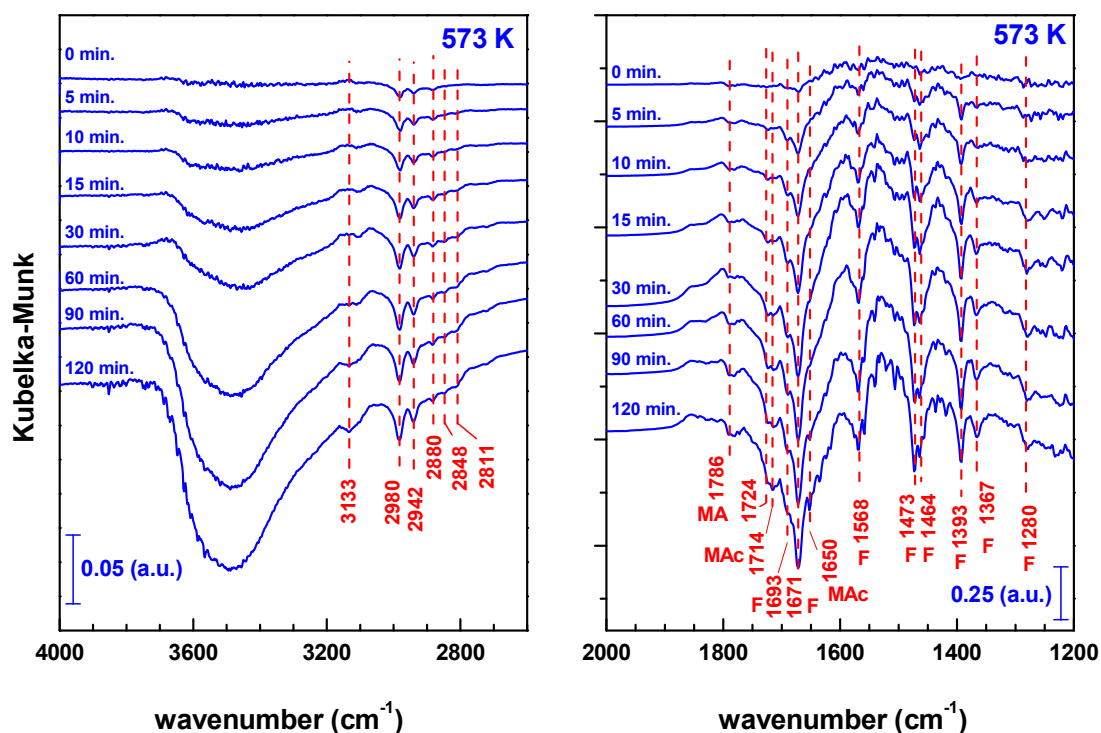 573 K
0 min.
5 min.
10 min.
15 min.
30 min.
60 min.
90 min.
120 min.
3133
2980
2942
2880
2848
2811
0.05 (a.u.)
4000
3600
3200
2800
wavenumber (cm⁻¹)
Kubelka-Munk
573 K
0 min.
5 min.
10 min.
15 min.
30 min.
60 min.
90 min.
120 min.
1786
1724
MA
1714
MAc
1693
F
1671
F
1650
MAc
1568
F
1473
F
1464
F
1393
F
1367
F
1280
F
0.25 (a.u.)
2000
1800
1600
1400
1200
wavenumber (cm⁻¹)